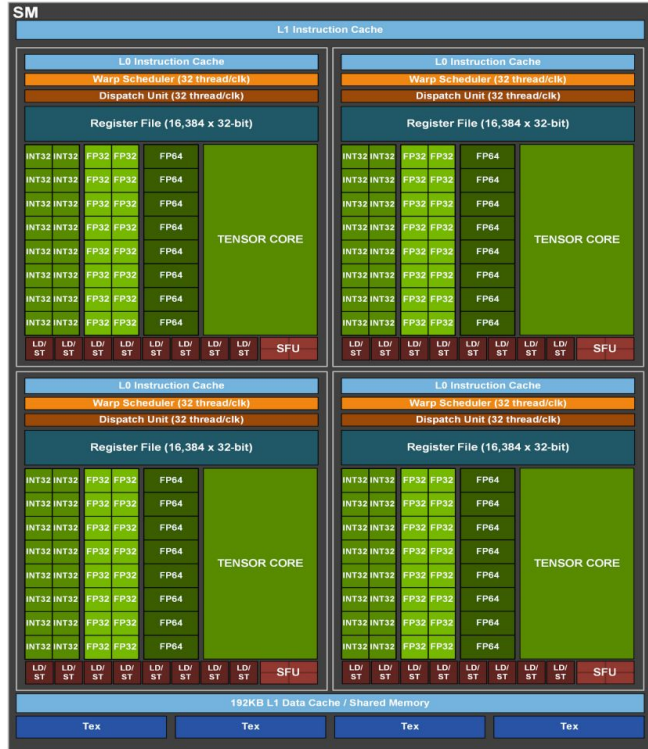 SM
L1 Instruction Cache
L0 Instruction Cache
Warp Scheduler (32 thread/clk)
Dispatch Unit (32 thread/clk)
Register File (16,384 x 32-bit)
INT32 INT32 FP32 FP32 FP64
INT32 INT32 FP32 FP32 FP64
INT32 INT32 FP32 FP32 FP64
INT32 INT32 FP32 FP32 FP64
TENSOR CORE
INT32 INT32 FP32 FP32 FP64
INT32 INT32 FP32 FP32 FP64
INT32 INT32 FP32 FP32 FP64
INT32 INT32 FP32 FP32 FP64
LD/ LD/ LD/ LD/ LD/ LD/ LD/ LD/
ST ST ST ST ST ST ST ST
SFU
L0 Instruction Cache
Warp Scheduler (32 thread/clk)
Dispatch Unit (32 thread/clk)
Register File (16,384 x 32-bit)
INT32 INT32 FP32 FP32 FP64
INT32 INT32 FP32 FP32 FP64
INT32 INT32 FP32 FP32 FP64
INT32 INT32 FP32 FP32 FP64
TENSOR CORE
INT32 INT32 FP32 FP32 FP64
INT32 INT32 FP32 FP32 FP64
INT32 INT32 FP32 FP32 FP64
INT32 INT32 FP32 FP32 FP64
LD/ LD/ LD/ LD/ LD/ LD/ LD/ LD/
ST ST ST ST ST ST ST ST
SFU
L0 Instruction Cache
Warp Scheduler (32 thread/clk)
Dispatch Unit (32 thread/clk)
Register File (16,384 x 32-bit)
INT32 INT32 FP32 FP32 FP64
INT32 INT32 FP32 FP32 FP64
INT32 INT32 FP32 FP32 FP64
INT32 INT32 FP32 FP32 FP64
TENSOR CORE
INT32 INT32 FP32 FP32 FP64
INT32 INT32 FP32 FP32 FP64
INT32 INT32 FP32 FP32 FP64
INT32 INT32 FP32 FP32 FP64
LD/ LD/ LD/ LD/ LD/ LD/ LD/ LD/
ST ST ST ST ST ST ST ST
SFU
L0 Instruction Cache
Warp Scheduler (32 thread/clk)
Dispatch Unit (32 thread/clk)
Register File (16,384 x 32-bit)
INT32 INT32 FP32 FP32 FP64
INT32 INT32 FP32 FP32 FP64
INT32 INT32 FP32 FP32 FP64
INT32 INT32 FP32 FP32 FP64
TENSOR CORE
INT32 INT32 FP32 FP32 FP64
INT32 INT32 FP32 FP32 FP64
INT32 INT32 FP32 FP32 FP64
INT32 INT32 FP32 FP32 FP64
LD/ LD/ LD/ LD/ LD/ LD/ LD/ LD/
ST ST ST ST ST ST ST ST
SFU
192KB L1 Data Cache / Shared Memory
Tex Tex Tex Tex